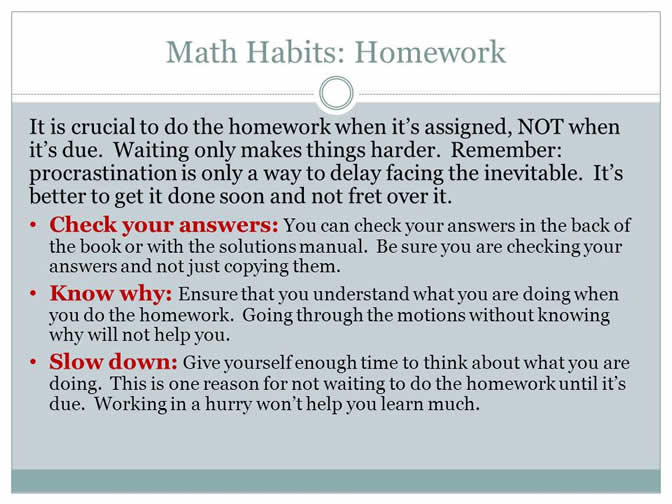 Math Habits: Homework
It is crucial to do the homework when it's assigned, NOT when
it's due.  Waiting only makes things harder.  Remember:
procrastination is only a way to delay facing the inevitable.  It's
better to get it done soon and not fret over it.
• Check your answers: You can check your answers in the back of
the book or with the solutions manual.  Be sure you are checking your
answers and not just copying them.
• Know why: Ensure that you understand what you are doing when
you do the homework.  Going through the motions without knowing
why will not help you.
• Slow down: Give yourself enough time to think about what you are
doing.  This is one reason for not waiting to do the homework until it's
due.  Working in a hurry won't help you learn much.